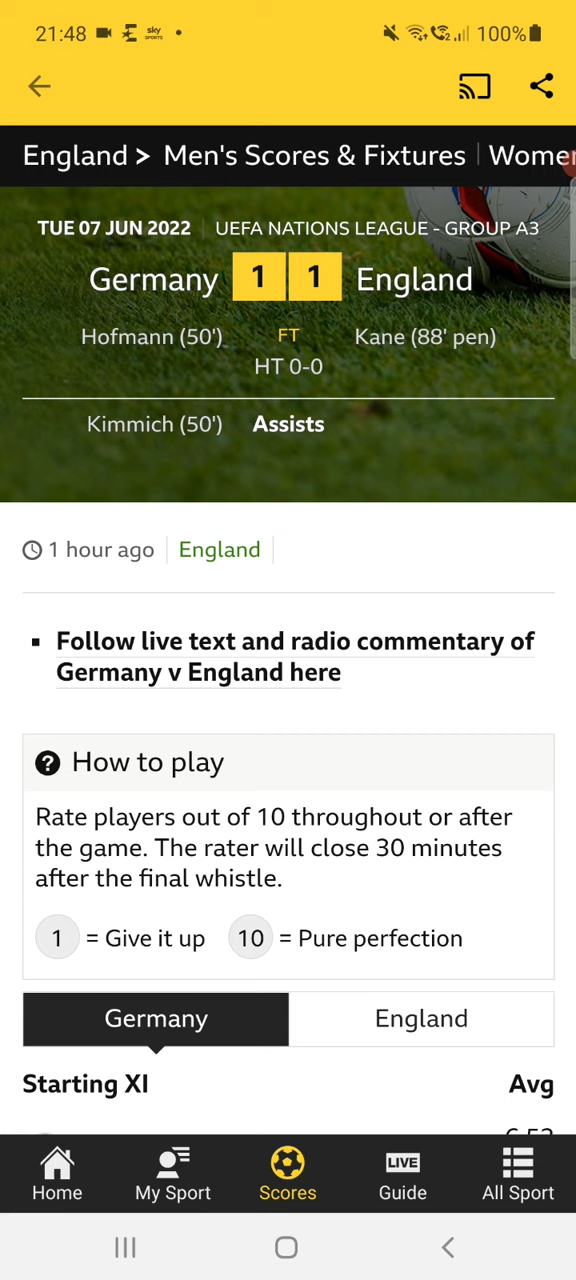 21:48 sky SPORTS 100%
England > Men's Scores & Fixtures
TUE 07 JUN 2022 UEFA NATIONS LEAGUE - GROUP A3
Germany 1 1 England
Hofmann (50') FT Kane (88' pen)
HT 0-0
Kimmich (50') Assists
1 hour ago England
Follow live text and radio commentary of
Germany v England here
? How to play
Rate players out of 10 throughout or after
the game. The rater will close 30 minutes
after the final whistle.
1 = Give it up 10 = Pure perfection
Germany England
Starting XI Avg
LIVE
Home My Sport Scores Guide All Sport